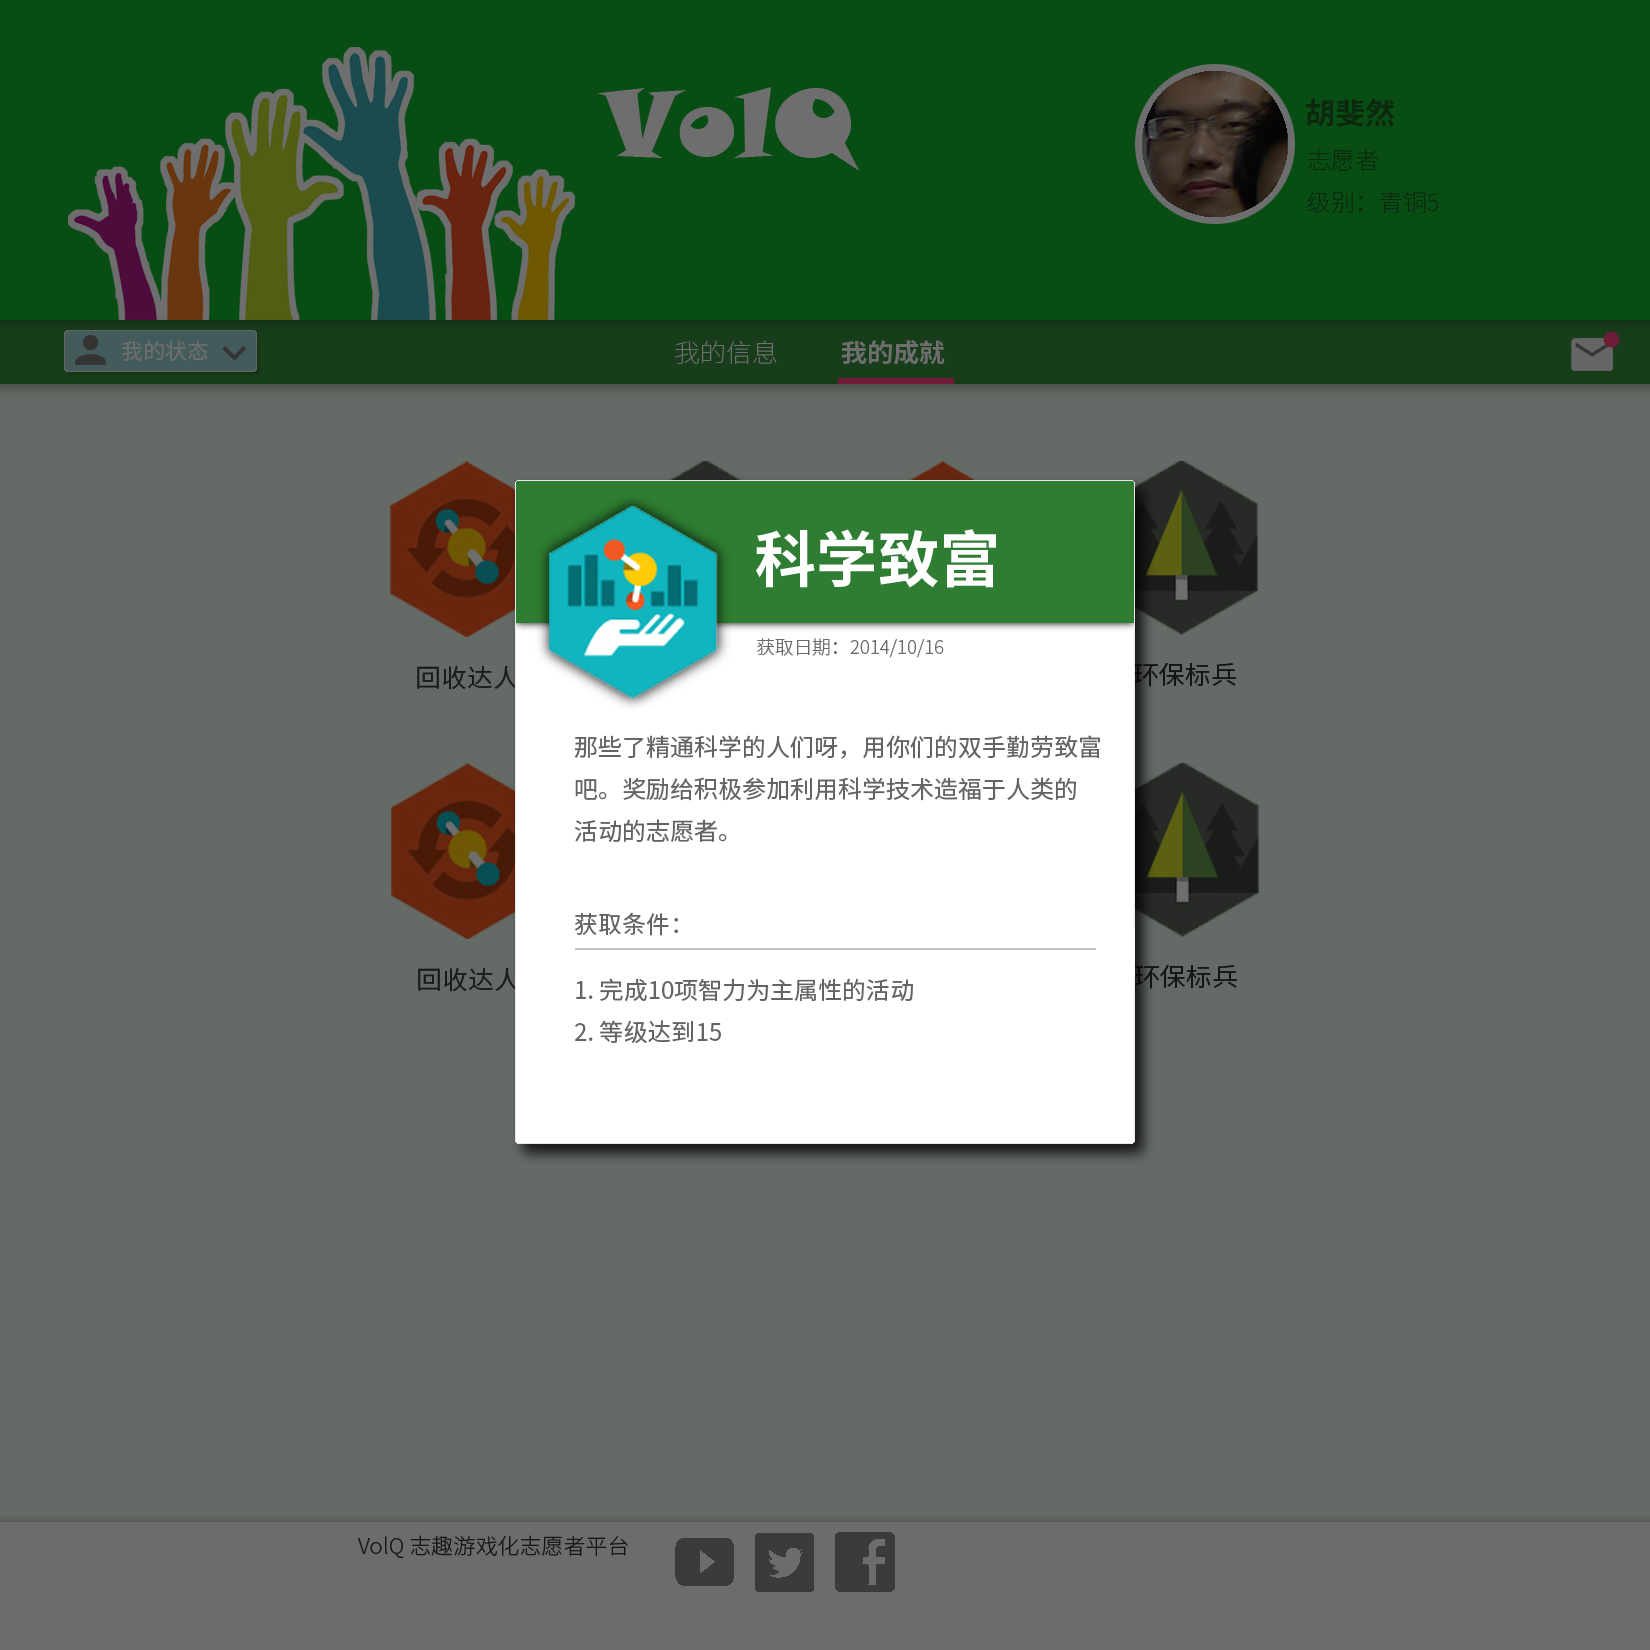 VolQ
胡斐然
志愿者
级别：青铜5
我的状态
我的信息
我的成就
科学致富
获取日期：2014/10/16
回收达人
环保标兵
那些了精通科学的人们呀，用你们的双手勤劳致富
吧。奖励给积极参加利用科学技术造福于人类的
活动的志愿者。
回收达人
环保标兵
获取条件：
1. 完成10项智力为主属性的活动
2. 等级达到15
VolQ 志趣游戏化志愿者平台